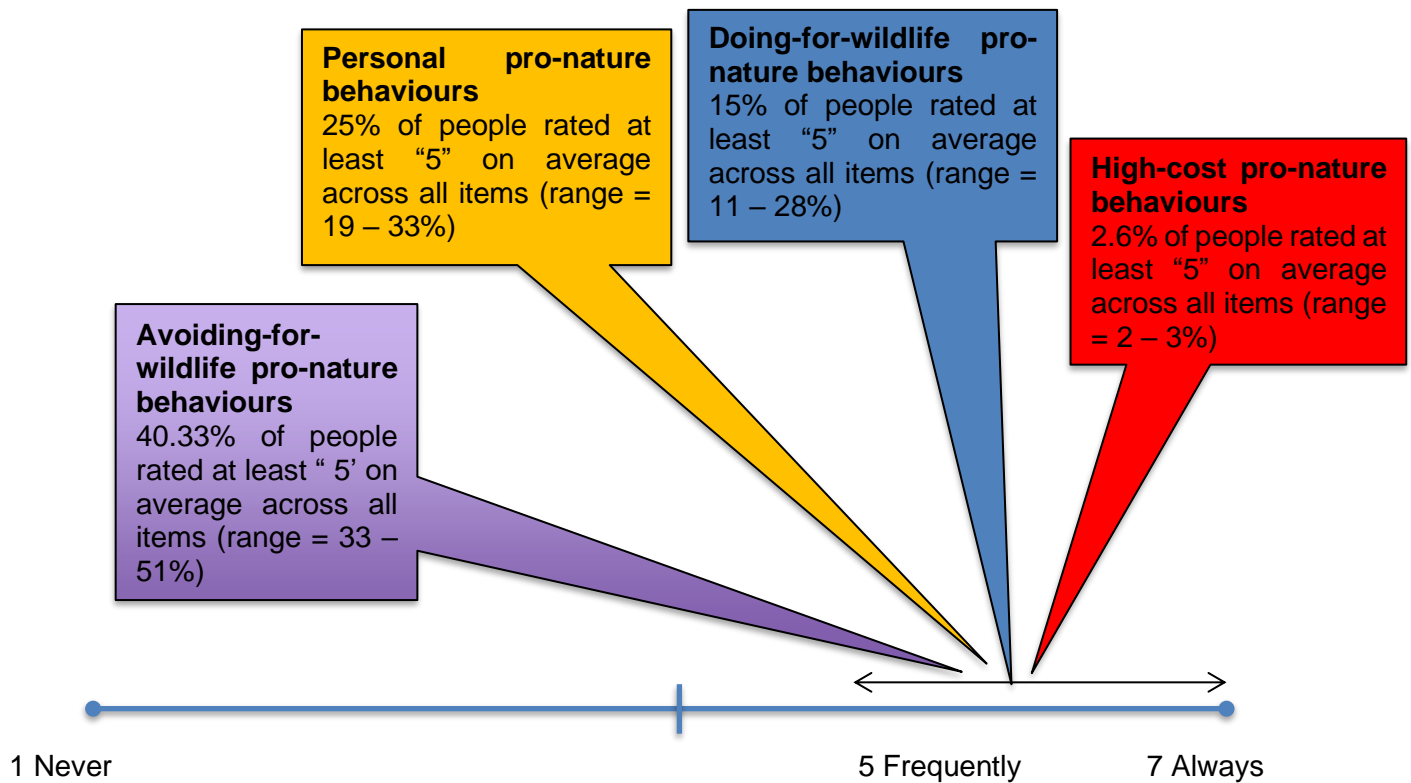 Avoiding-for-
wildlife pro-nature
behaviours
40.33% of people
rated at least “ 5’ on
average across all
items (range = 33 –
51%)
Personal pro-nature
behaviours
25% of people rated at
least “5” on average
across all items (range =
19 – 33%)
Doing-for-wildlife pro-
nature behaviours
15% of people rated at
least “5” on average
across all items (range =
11 – 28%)
High-cost pro-nature
behaviours
2.6% of people rated at
least “5” on average
across all items (range
= 2 – 3%)
1 Never
5 Frequently
7 Always